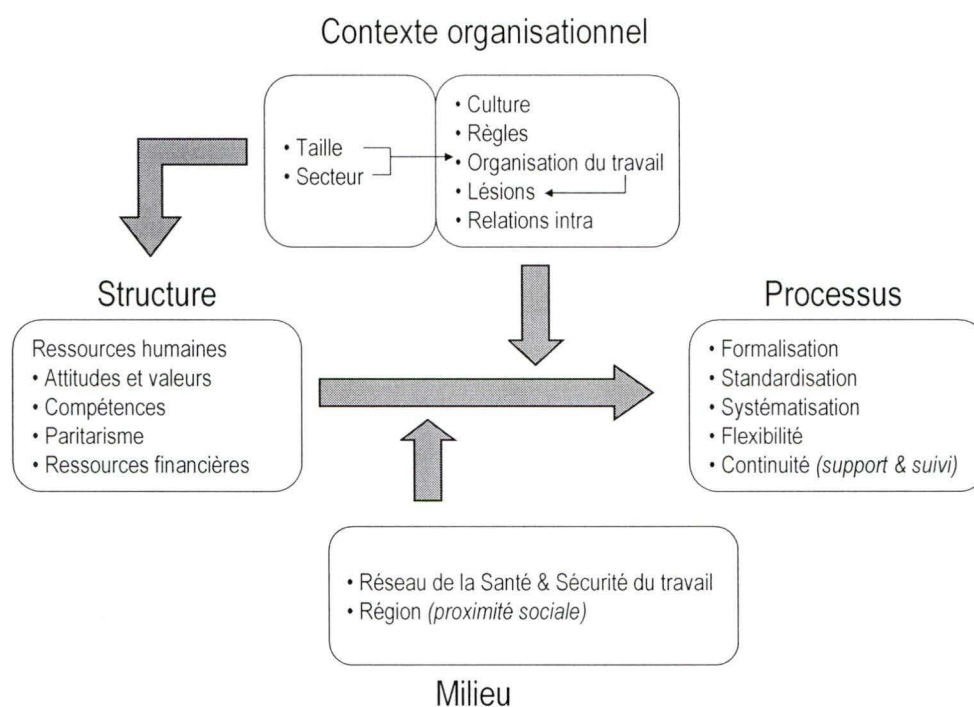 Contexte organisationnel
• Taille
• Secteur
• Culture
• Règles
• Organisation du travail
• Lésions
• Relations intra
Structure
Ressources humaines
• Attitudes et valeurs
• Compétences
• Paritarisme
• Ressources financières
Processus
• Formalisation
• Standardisation
• Systématisation
• Flexibilité
• Continuité (support & suivi)
• Réseau de la Santé & Sécurité du travail
• Région (proximité sociale)
Milieu